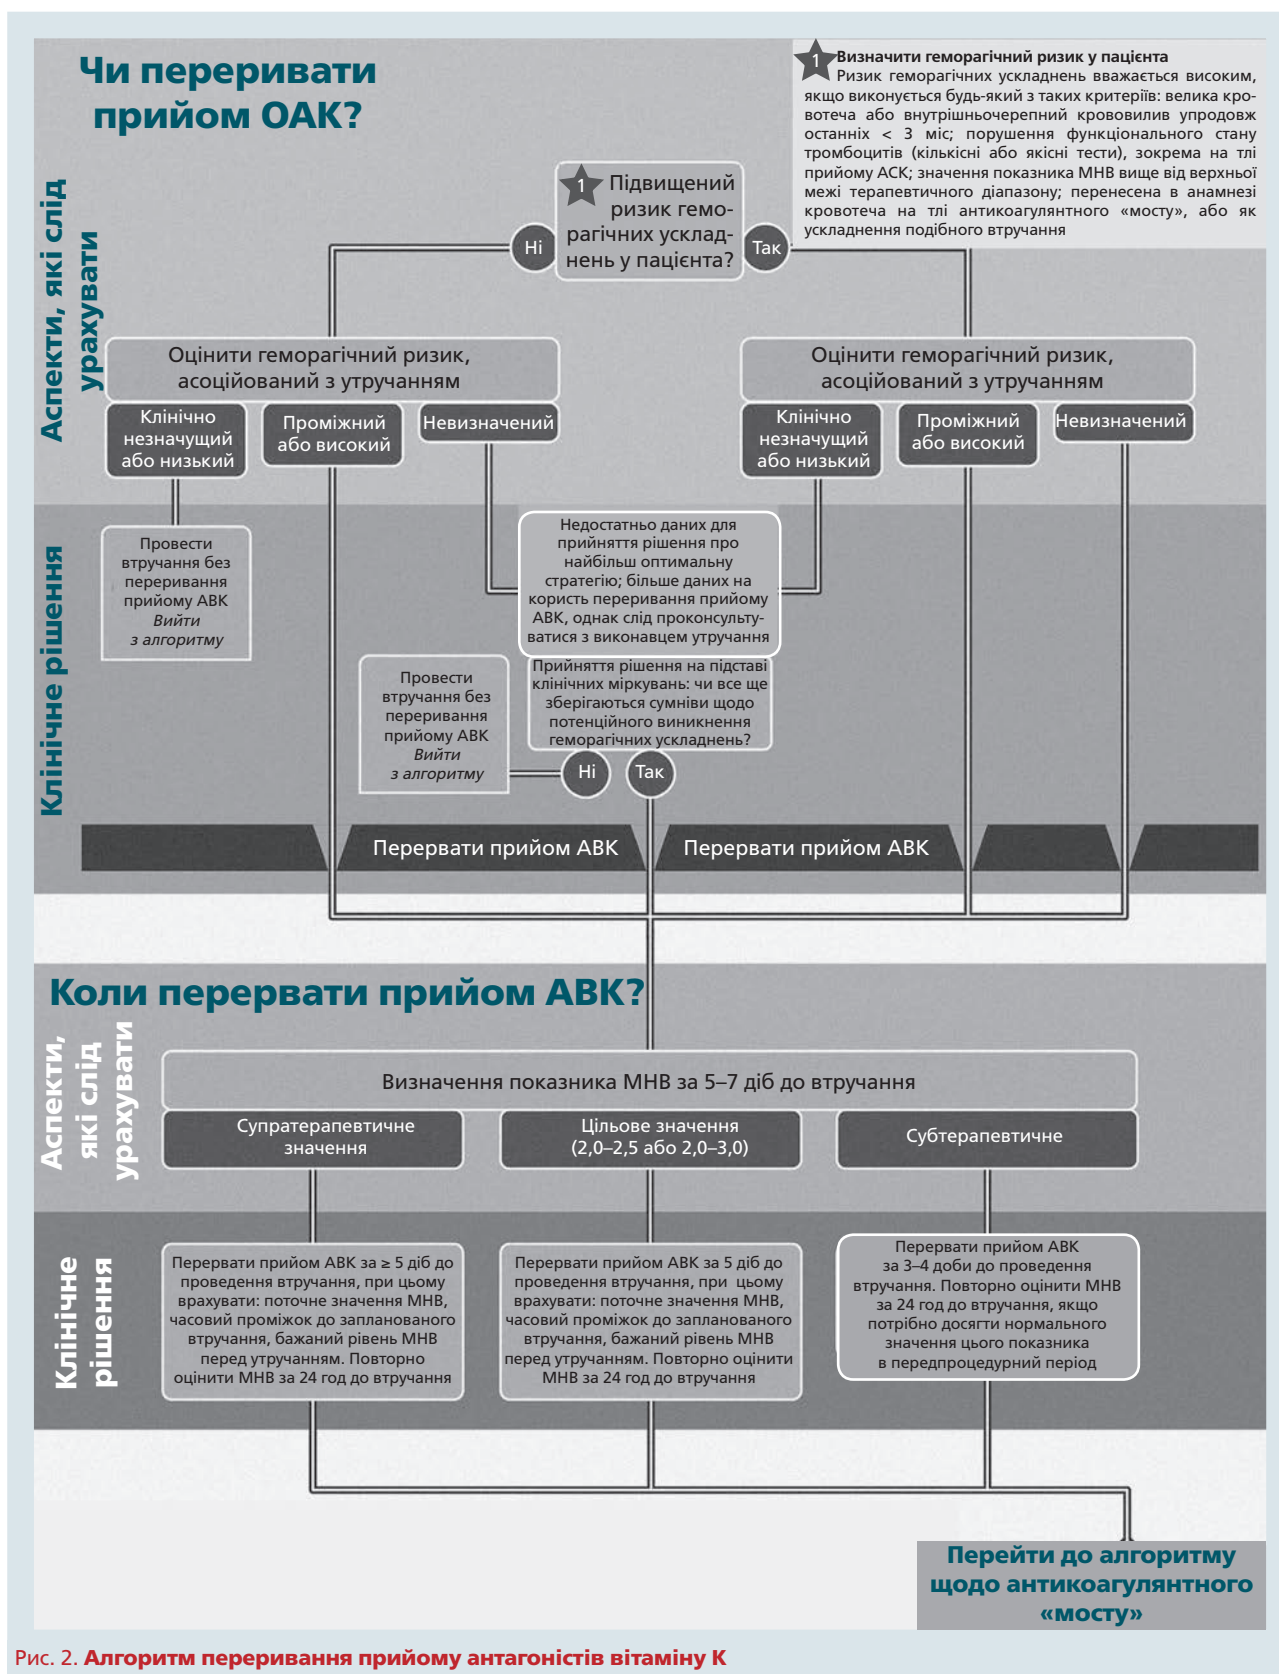 Чи переривати
прийом ОАК?
1
Визначити геморагічний ризик у пацієнта
Ризик геморагічних ускладнень вважається високим,
якщо виконується будь-який з таких критеріїв: велика кро-
вотеча або внутрішньочерепний крововилив упродовж
останніх < 3 міс; порушення функціонального стану
тромбоцитів (кількісні або якісні тести), зокрема на тлі
прийому АСК; значення показника МНВ вище від верхньої
межі терапевтичного діапазону; перенесена в анамнезі
кровотеча на тлі антикоагулянтного «мосту», або як
ускладнення подібного втручання
Аспекти, які слід
урахувати
1
Підвищений
ризик гемо-
рагічних усклад-
нень у пацієнта?
Ні
Так
Оцінити геморагічний ризик,
асоційований з утручанням
Клінічно
незначущий
або низький
Проміжний
або високий
Невизначений
Оцінити геморагічний ризик,
асоційований з утручанням
Клінічно
незначущий
або низький
Проміжний
або високий
Невизначений
Клінічне рішення
Провести
втручання без
переривання
прийому АВК
Вийти
з алгоритму
Недостатньо даних для
прийняття рішення про
найбільш оптимальну
стратегію; більше даних на
користь переривання прийому
АВК, однак слід проконсульту-
ватися з виконавцем утручання
Провести
втручання без
переривання
прийому АВК
Вийти
з алгоритму
Прийняття рішення на підставі
клінічних міркувань: чи все ще
зберігаються сумніви щодо
потенційного виникнення
геморагічних ускладнень?
Ні
Так
Перервати прийом АВК
Перервати прийом АВК
Коли перервати прийом АВК?
Аспекти,
які слід
урахувати
Визначення показника МНВ за 5–7 діб до втручання
Супратерапевтичне
значення
Цільове значення
(2,0–2,5 або 2,0–3,0)
Субтерапевтичне
Клінічне
рішення
Перервати прийом АВК за ≥ 5 діб до
проведення втручання, при цьому
врахувати: поточне значення МНВ,
часовий проміжок до запланованого
втручання, бажаний рівень МНВ
перед утручанням. Повторно
оцінити МНВ за 24 год до втручання
Перервати прийом АВК за 5 діб до
проведення втручання, при цьому
врахувати: поточне значення МНВ,
часовий проміжок до запланованого
втручання, бажаний рівень МНВ
перед утручанням. Повторно оцінити
МНВ за 24 год до втручання
Перервати прийом АВК
за 3–4 доби до проведення
втручання. Повторно оцінити МНВ
за 24 год до втручання, якщо
потрібно досягти нормального
значення цього показника
в передпроцедурний період
Перейти до алгоритму
щодо антикоагулянтного
«мосту»
Рис. 2. Алгоритм переривання прийому антагоністів вітаміну К